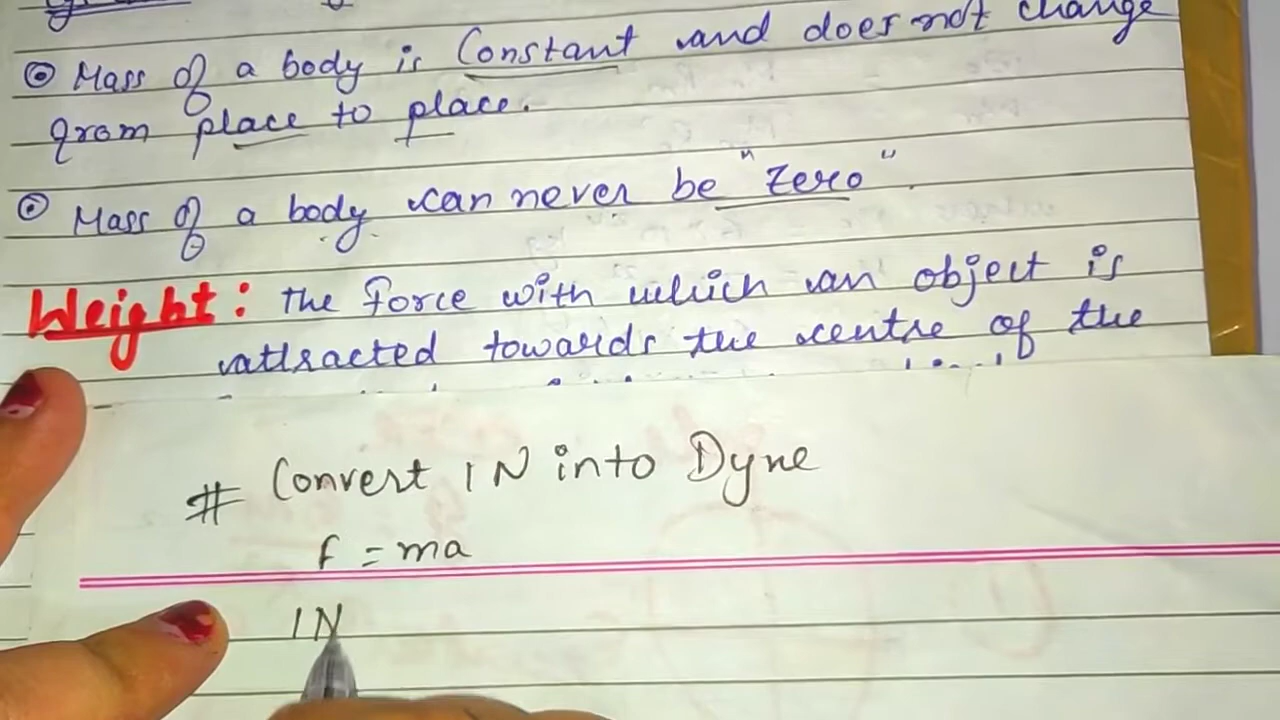 Mass of a body is Constant and does not change
from place to place.
Mass of a body can never be "Zero".
Weight: The force with which an object is
attracted towards the centre of the
# Convert 1N into Dyne
f = ma
1N